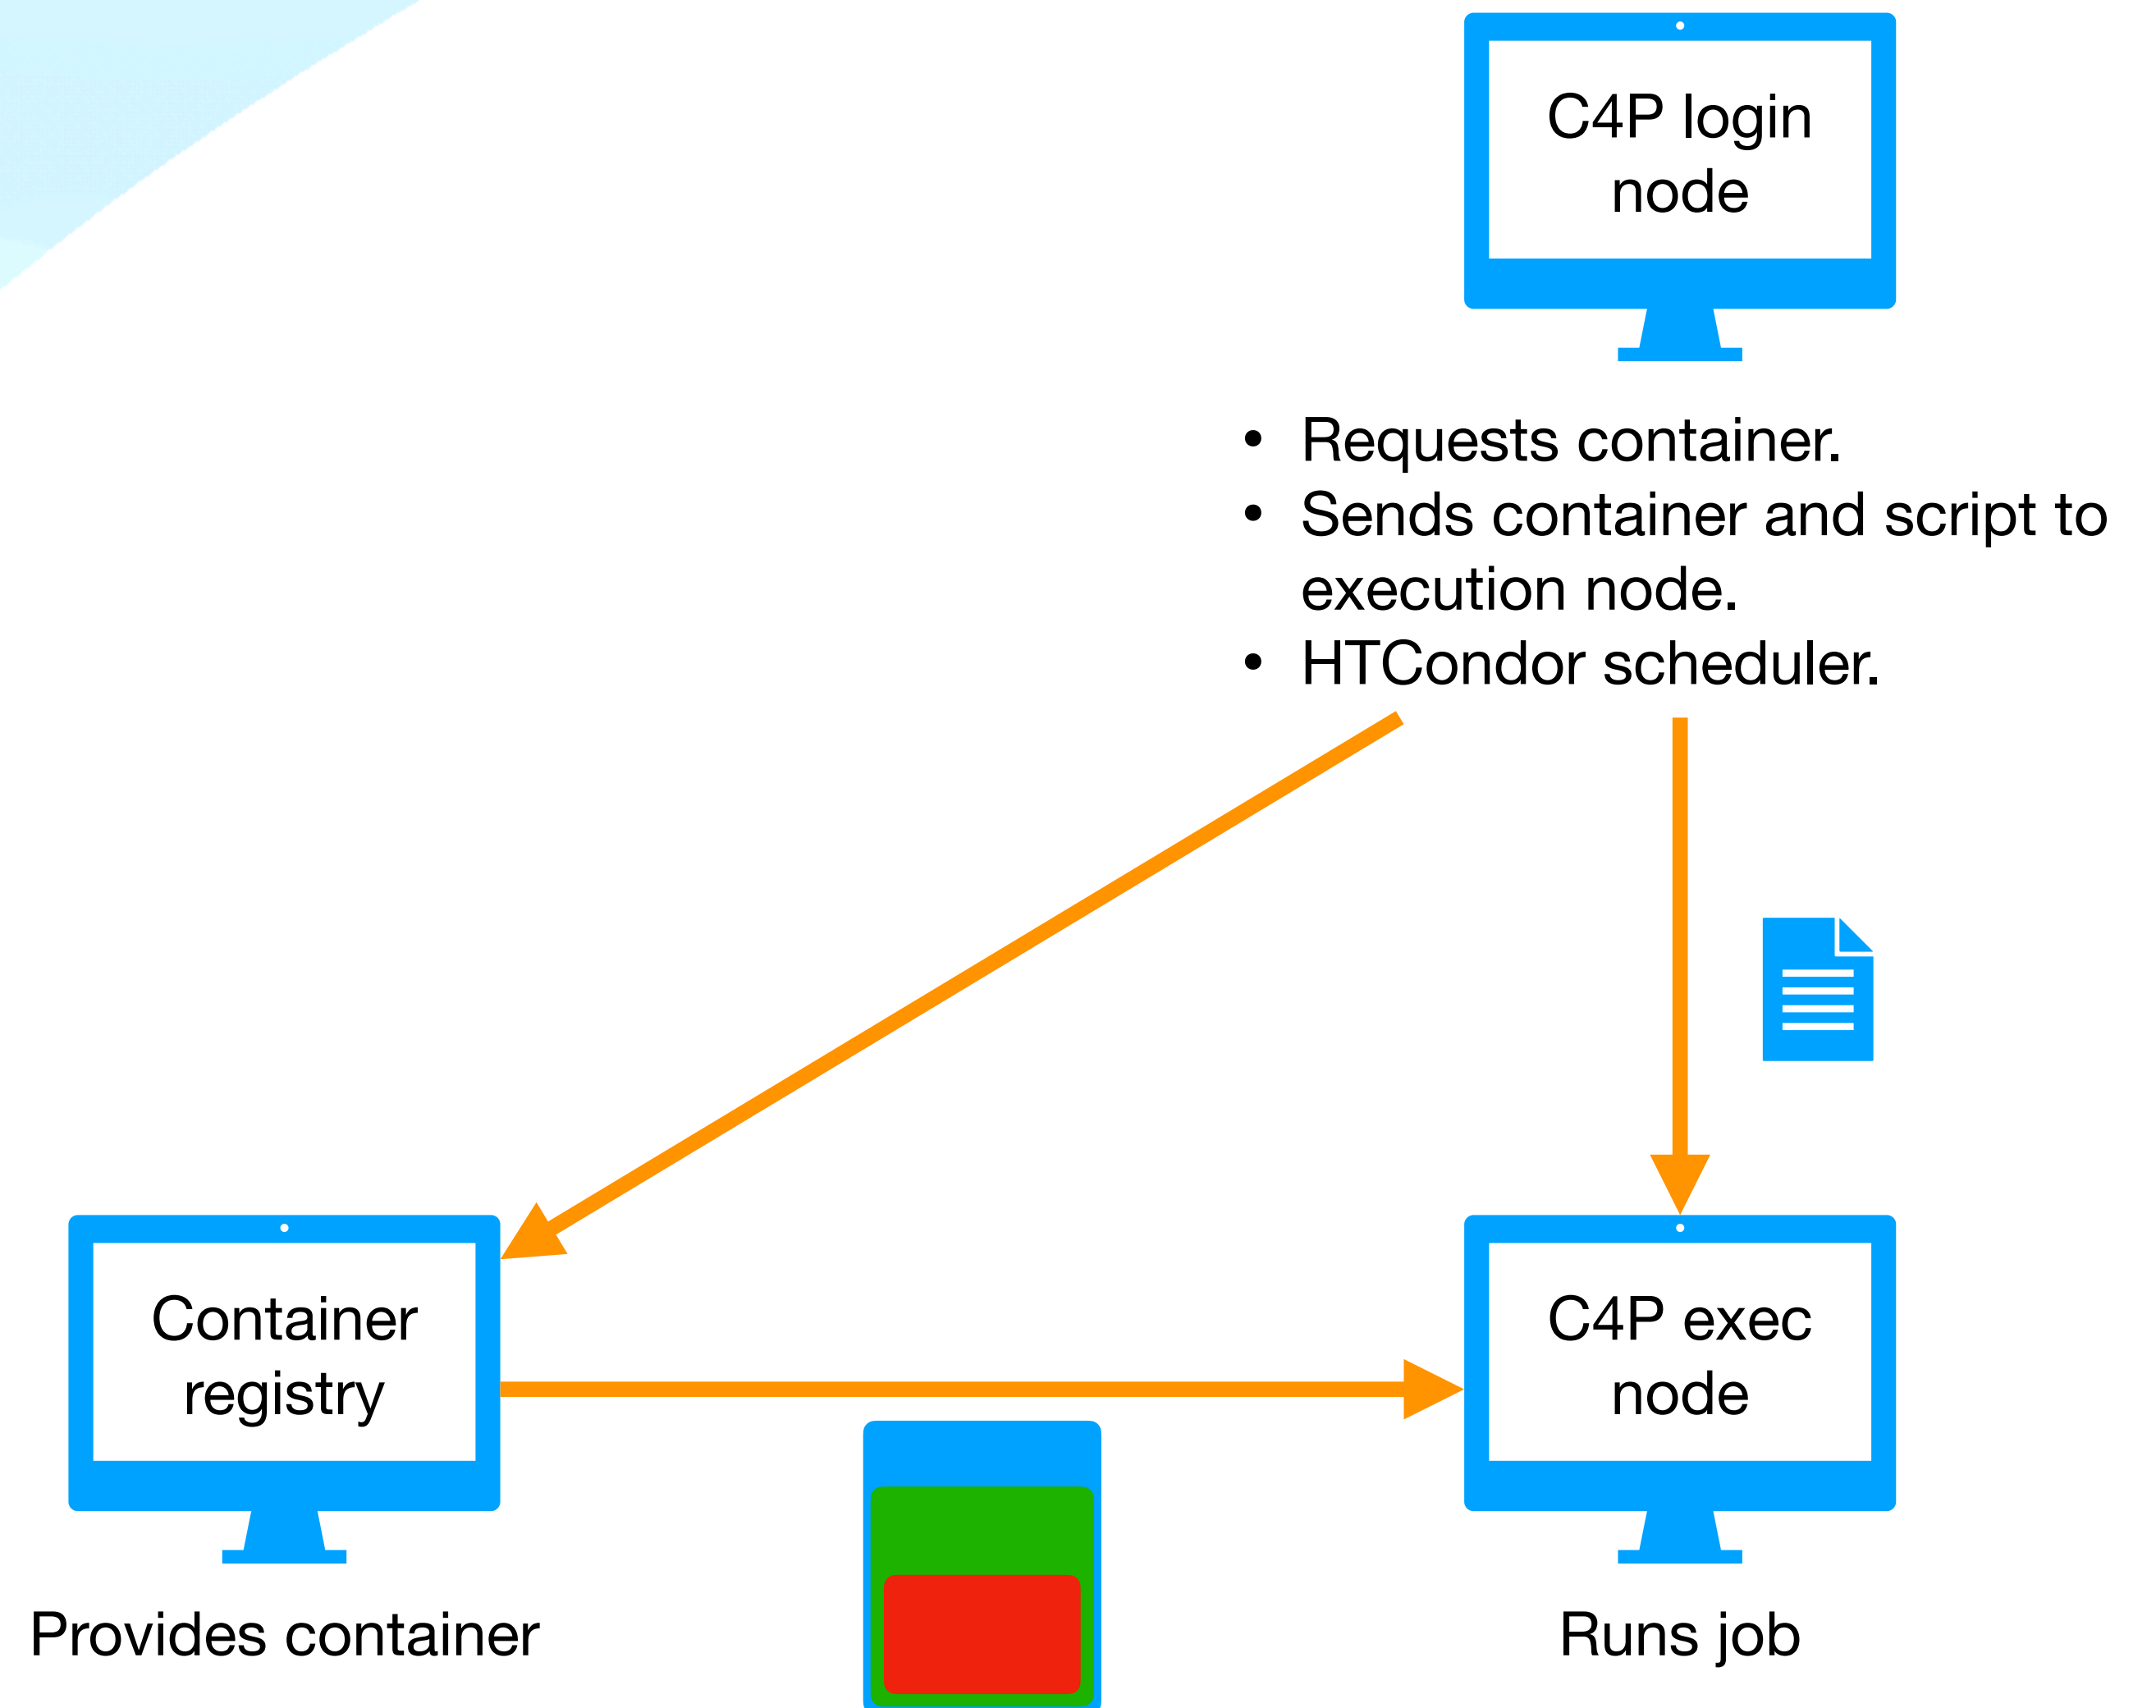 C4P login
node
• Requests container.
• Sends container and script to
execution node.
• HTCondor scheduler.
Container
registry
C4P exec
node
Provides container
Runs job